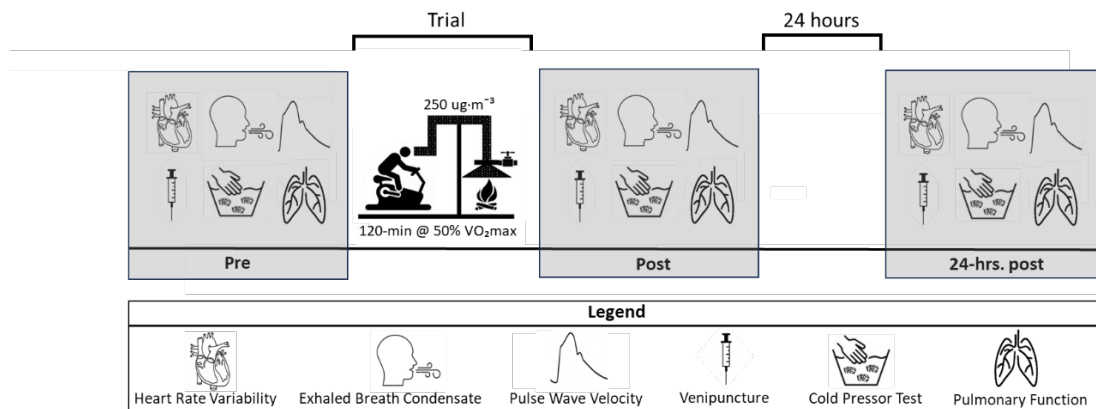 Trial
24 hours
250 ug·m⁻³
120-min @ 50% VO₂max
Pre
Post
24-hrs. post
Legend
Heart Rate Variability
Exhaled Breath Condensate
Pulse Wave Velocity
Venipuncture
Cold Pressor Test
Pulmonary Function